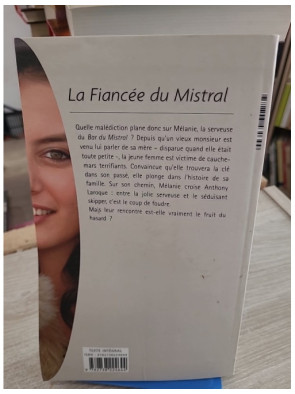 La Fiancée du Mistral
Quelle malédiction plane donc sur Mélanie, la serveuse
du Bar du Mistral ? Depuis qu'un vieux monsieur est
venu lui parler de sa mère – disparue quand elle était
toute petite –, la jeune femme est victime de cauche-
mars terrifiants. Convaincue qu'elle trouvera la clé
dans son passé, elle plonge dans l'histoire de sa
famille. Sur son chemin, Mélanie croise Anthony
Laroque : entre la jolie serveuse et le séduisant
skipper, c'est le coup de foudre.
Mais leur rencontre est-elle vraiment le fruit du
hasard ?
TEXTE INTÉGRAL